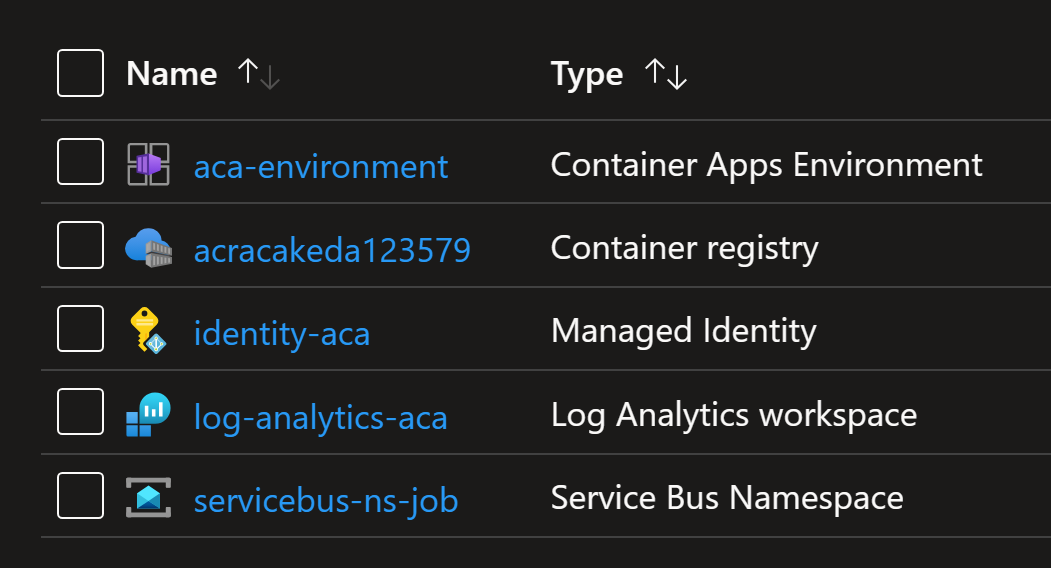 Name ↑↓ Type ↑↓
aca-environment Container Apps Environment
acracakeda123579 Container registry
identity-aca Managed Identity
log-analytics-aca Log Analytics workspace
servicebus-ns-job Service Bus Namespace